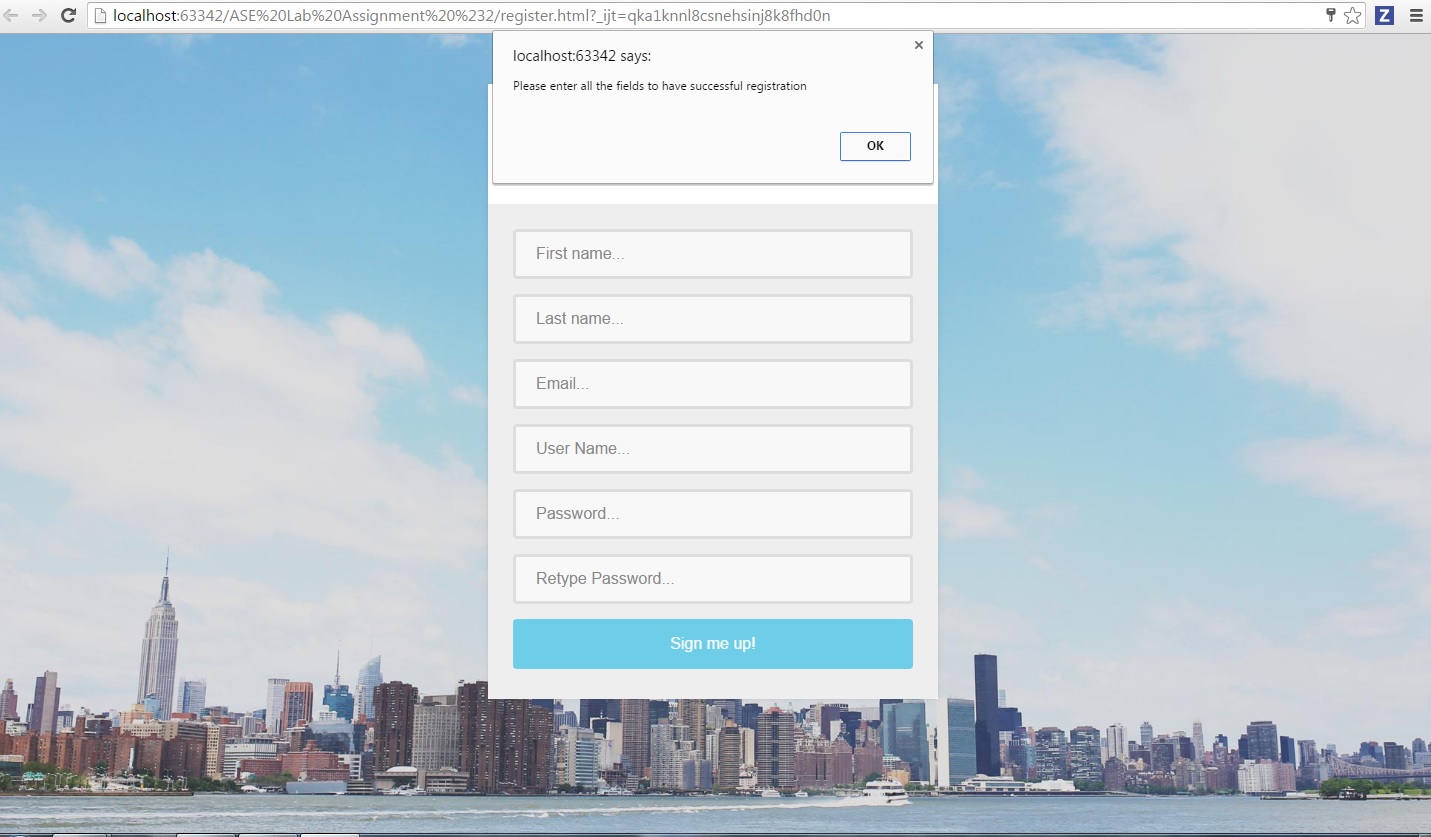 localhost:63342/ASE%20Lab%20Assignment%20%232/register.html?_ijt=qka1knnl8csnehsinj8k8fhd0n
Z
localhost:63342 says:
Please enter all the fields to have successful registration
OK
First name...
Last name...
Email...
User Name...
Password...
Retype Password...
Sign me up!